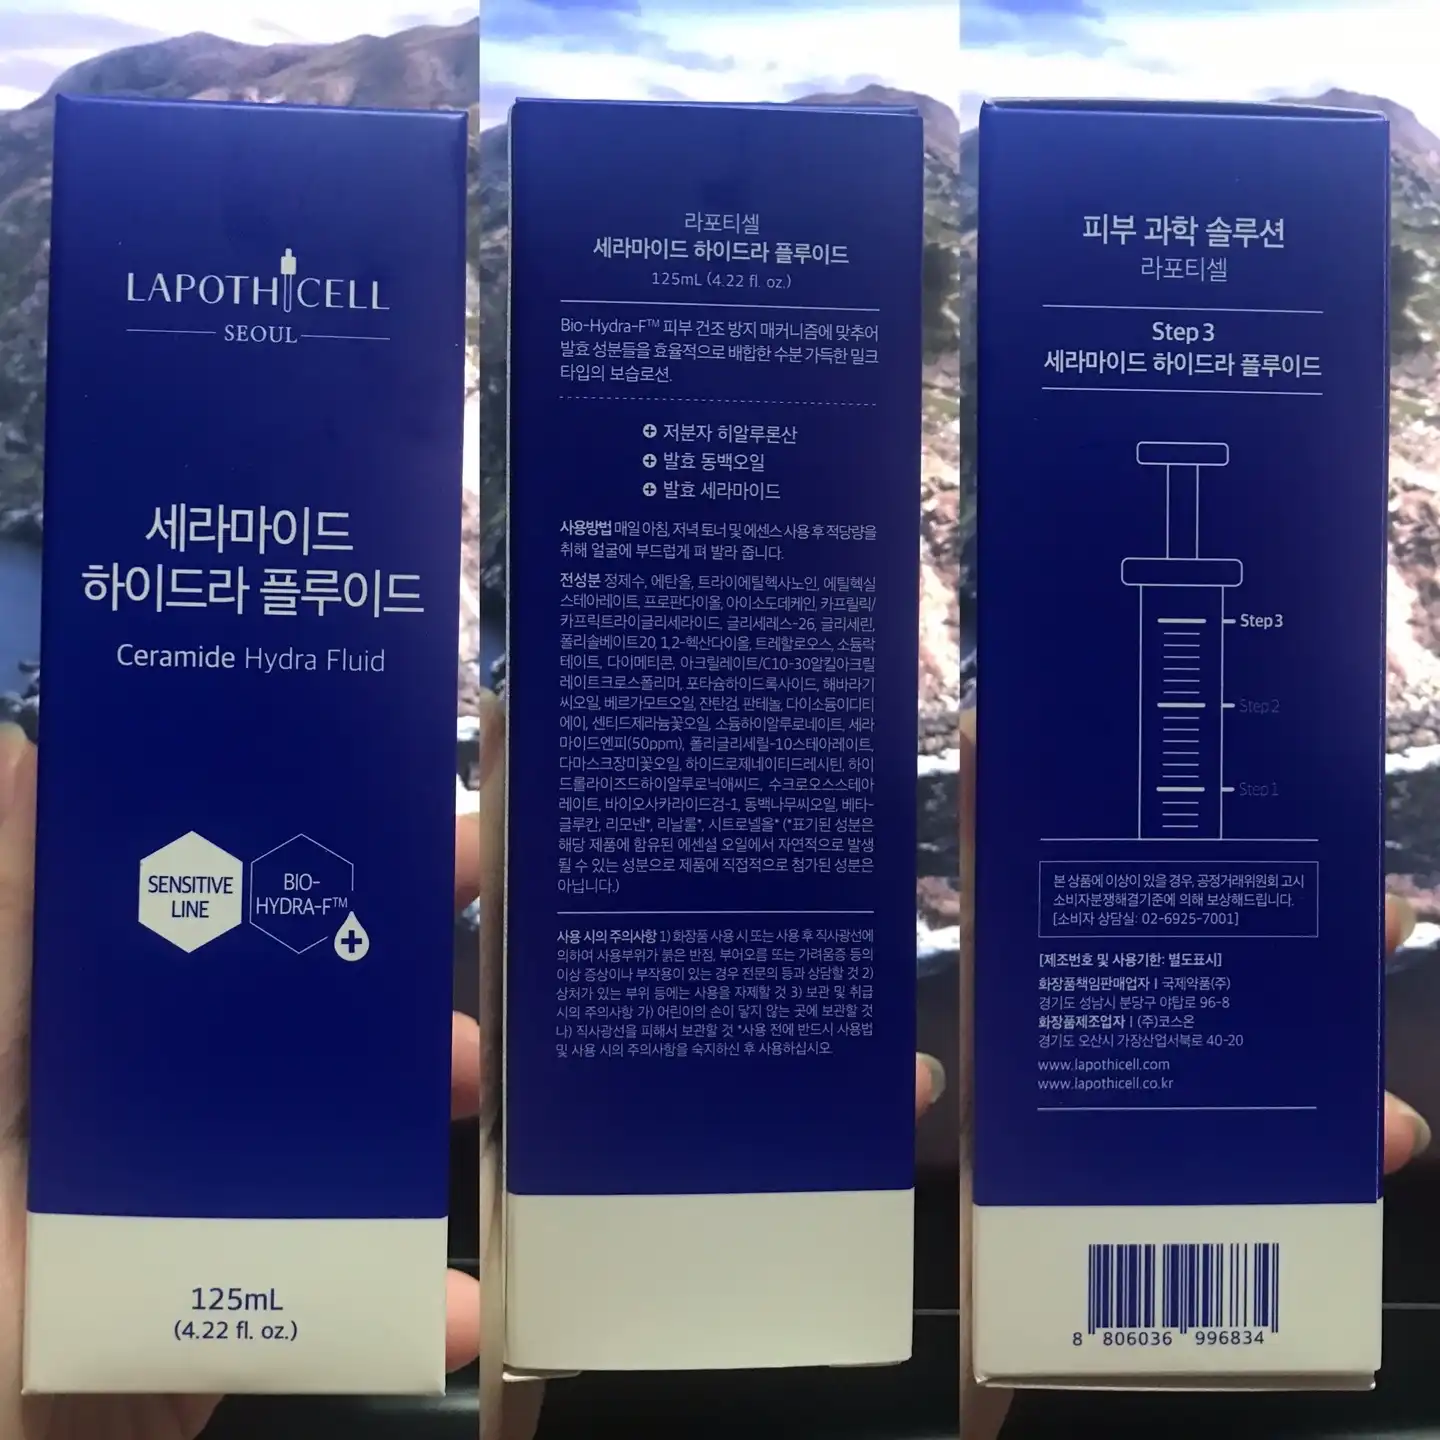 LAPOTHICELL
SEOUL
세라마이드
하이드라 플루이드
Ceramide Hydra Fluid
SENSITIVE
LINE
BIO-
HYDRA-F™
125mL
(4.22 fl. oz.)
라포티셀
세라마이드 하이드라 플루이드
125mL (4.22 fl. oz.)
Bio-Hydra-F™ 피부 건조 방지 매커니즘에 맞추어
발효 성분들을 효율적으로 배합한 수분 가득한 밀크
타입의 보습로션.
저분자 히알루론산
발효 동백오일
발효 세라마이드
사용방법 매일 아침, 저녁 토너 및 에센스 사용 후 적당량을
취해 얼굴에 부드럽게 펴 발라 줍니다.
전성분 정제수, 에탄올, 트라이에틸헥사노인, 에틸헥실
스테아레이트, 프로판다이올, 아이소도데케인, 카프릴릭/
카프릭트라이글리세라이드, 글리세레스-26, 글리세린,
폴리솔베이트20, 1,2-헥산다이올, 트레할로오스, 소듐락
테이트, 다이메티콘, 아크릴레이트/C10-30알킬아크릴
레이트크로스폴리머, 포타슘하이드록사이드, 해바라기
씨오일, 베르가모트오일, 잔탄검, 판테놀, 다이소듐이디티
에이, 센티드제라늄꽃오일, 소듐하이알루로네이트, 세라
마이드엔피(50ppm), 폴리글리세릴-10스테아레이트,
다마스크장미꽃오일, 하이드로제네이티드레시틴, 하이
드롤라이즈드하이알루로닉애씨드, 수크로오스스테아
레이트, 바이오사카라이드검-1, 동백나무씨오일, 베타-
글루칸, 리모넨*, 리날룰*, 시트로넬올* (*표기된 성분은
해당 제품에 함유된 에센셜 오일에서 자연적으로 발생
될 수 있는 성분으로 제품에 직접적으로 첨가된 성분은
아닙니다.)
사용 시의 주의사항 1) 화장품 사용 시 또는 사용 후 직사광선에
의하여 사용부위가 붉은 반점, 부어오름 또는 가려움증 등의
이상 증상이나 부작용이 있는 경우 전문의 등과 상담할 것 2)
상처가 있는 부위 등에는 사용을 자제할 것 3) 보관 및 취급
시의 주의사항 가) 어린이의 손이 닿지 않는 곳에 보관할 것
나) 직사광선을 피해서 보관할 것 *사용 전에 반드시 사용법
및 사용 시의 주의사항을 숙지하신 후 사용하십시오.
피부 과학 솔루션
라포티셀
Step 3
세라마이드 하이드라 플루이드
Step 3
Step 2
Step 1
본 상품에 이상이 있을 경우, 공정거래위원회 고시
소비자분쟁해결기준에 의해 보상해드립니다.
[소비자 상담실: 02-6925-7001]
[제조번호 및 사용기한: 별도표시]
화장품책임판매업자 | 국제약품(주)
경기도 성남시 분당구 야탑로 96-8
화장품제조업자 | (주)코스온
경기도 오산시 가장산업서북로 40-20
www.lapothicell.com
www.lapothicell.co.kr
8 806036 996834